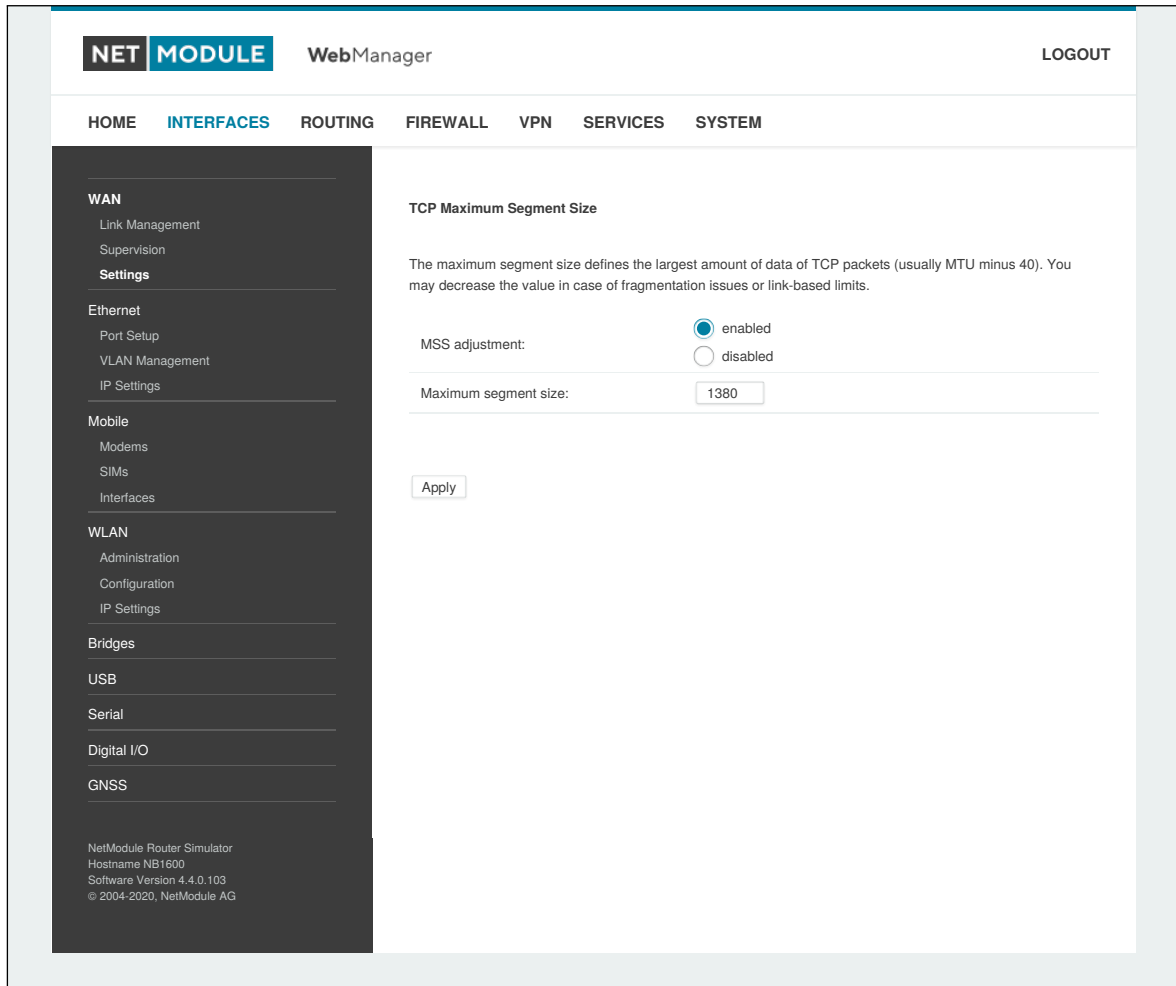 NET MODULE WebManager LOGOUT
HOME INTERFACES ROUTING FIREWALL VPN SERVICES SYSTEM
WAN
Link Management
Supervision
Settings
Ethernet
Port Setup
VLAN Management
IP Settings
Mobile
Modems
SIMs
Interfaces
WLAN
Administration
Configuration
IP Settings
Bridges
USB
Serial
Digital I/O
GNSS
NetModule Router Simulator
Hostname NB1600
Software Version 4.4.0.103
© 2004-2020, NetModule AG
TCP Maximum Segment Size
The maximum segment size defines the largest amount of data of TCP packets (usually MTU minus 40). You
may decrease the value in case of fragmentation issues or link-based limits.
MSS adjustment:
enabled
disabled
Maximum segment size: 1380
Apply